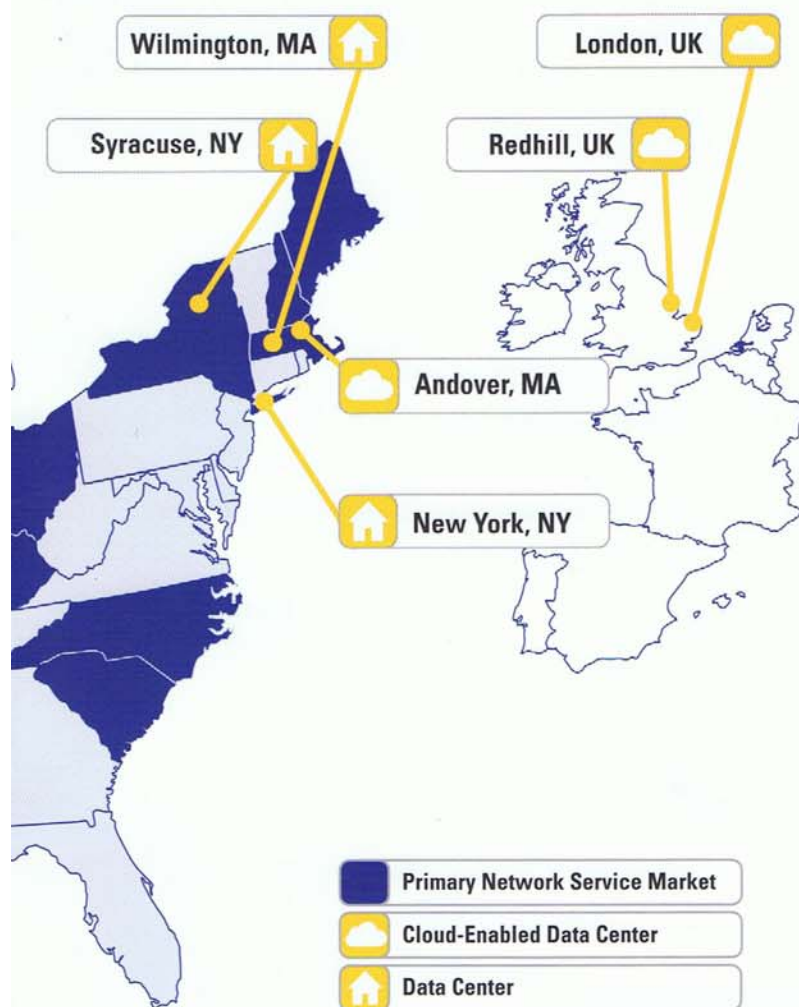 Wilmington, MA
London, UK
Syracuse, NY
Redhill, UK
Andover, MA
New York, NY
Primary Network Service Market
Cloud-Enabled Data Center
Data Center